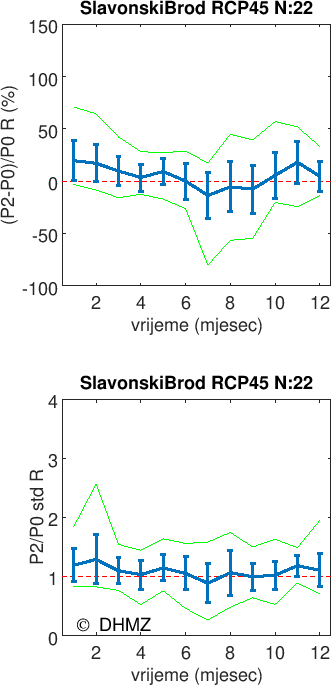 SlavonskiBrod RCP45 N:22
(P2-P0)/P0 R (%)
150
100
50
0
-50
-100
2 4 6 8 10 12
vrijeme (mjesec)
SlavonskiBrod RCP45 N:22
P2/P0 std R
4
3
2
1
0
© DHMZ
2 4 6 8 10 12
vrijeme (mjesec)